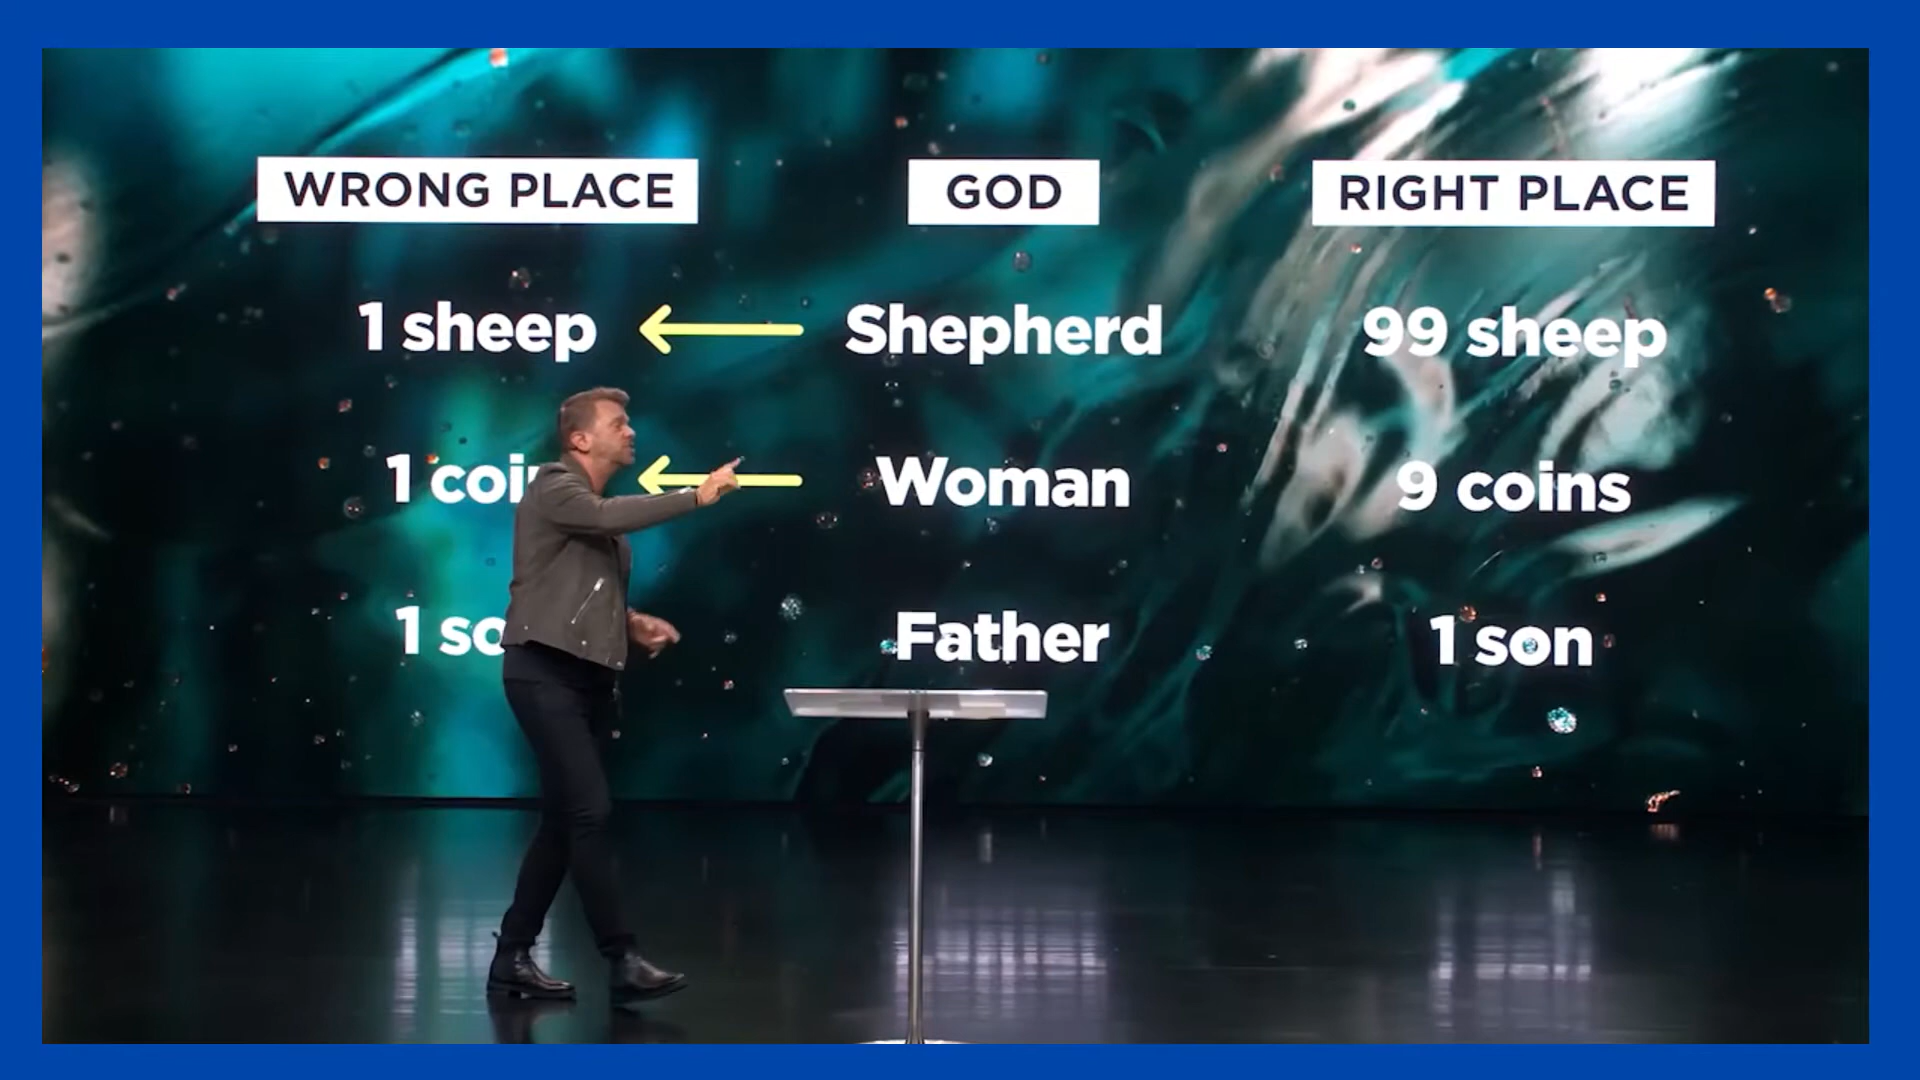 WRONG PLACE GOD RIGHT PLACE
1 sheep Shepherd 99 sheep
1 coi Woman 9 coins
1 so Father 1 son